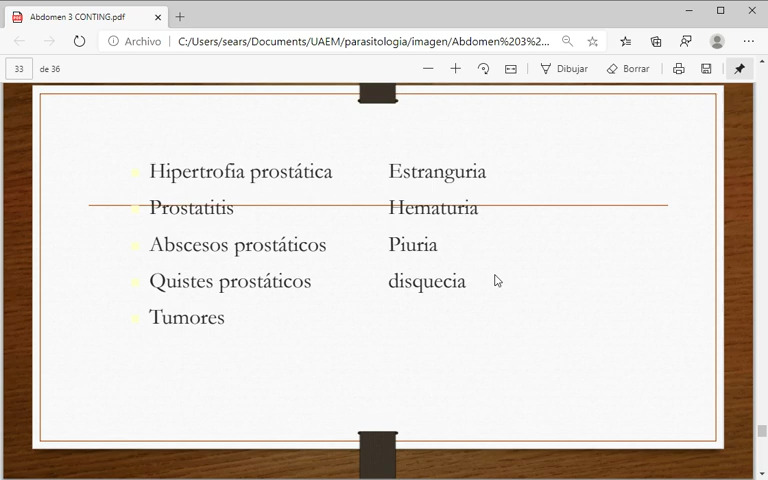 Abdomen 3 CONTING.pdf
Archivo C:/Users/sears/Documents/UAEM/parasitologia/imagen/Abdomen%203%2...
33 de 36 Dibujar Borrar
Hipertrofia prostática Estranguria
Prostatitis Hematuria
Abscesos prostáticos Piuria
Quistes prostáticos disquecia
Tumores